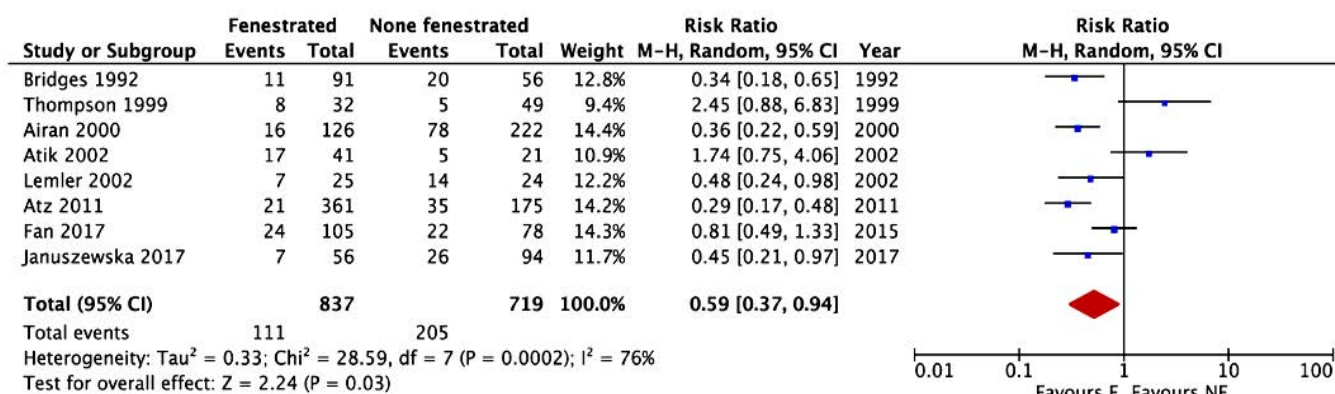 Fenestrated None fenestrated Risk Ratio Risk Ratio
Study or Subgroup Events Total Events Total Weight M-H, Random, 95% CI Year M-H, Random, 95% CI
Bridges 1992 11 91 20 56 12.8% 0.34 [0.18, 0.65] 1992
Thompson 1999 8 32 5 49 9.4% 2.45 [0.88, 6.83] 1999
Airan 2000 16 126 78 222 14.4% 0.36 [0.22, 0.59] 2000
Atik 2002 17 41 5 21 10.9% 1.74 [0.75, 4.06] 2002
Lemler 2002 7 25 14 24 12.2% 0.48 [0.24, 0.98] 2002
Atz 2011 21 361 35 175 14.2% 0.29 [0.17, 0.48] 2011
Fan 2017 24 105 22 78 14.3% 0.81 [0.49, 1.33] 2015
Januszewska 2017 7 56 26 94 11.7% 0.45 [0.21, 0.97] 2017
Total (95% CI) 837 719 100.0% 0.59 [0.37, 0.94]
Total events 111 205
Heterogeneity: Tau² = 0.33; Chi² = 28.59, df = 7 (P = 0.0002); I² = 76%
Test for overall effect: Z = 2.24 (P = 0.03)
0.01 0.1 1 10 100
Favours F Favours NF